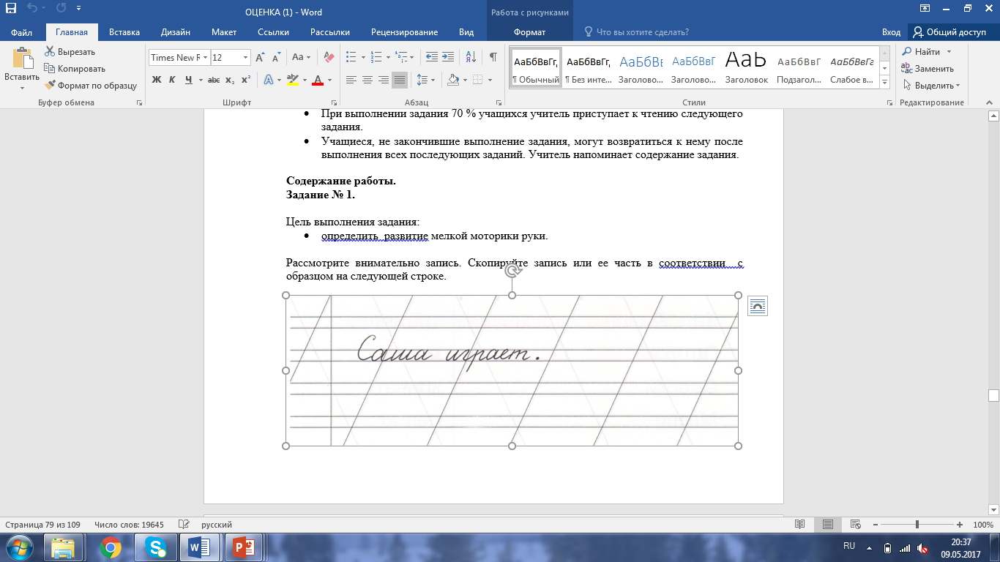 ОЦЕНКА (1) - Word
Работа с рисунками
Файл Главная Вставка Дизайн Макет Ссылки Рассылки Рецензирование Вид Формат Что вы хотите сделать? Вход Общий доступ
Вставить
Вырезать
Копировать
Формат по образцу
Буфер обмена
Times New R 12
Aa
Ж К Ч abc x₂ x²
Шрифт
Абзац
АаБбВвГг, АаБбВвГг, АаБбВв АаБбВвГ АаЬ АаБбВвГ АаБбВвГг
¶ Обычный ¶ Без инте... Заголово... Заголово... Заголовок Подзагол... Слабое в...
Стили
Найти
Заменить
Выделить
Редактирование
При выполнении задания 70 % учащихся учитель приступает к чтению следующего
задания.
Учащиеся, не закончившие выполнение задания, могут возвратиться к нему после
выполнения всех последующих заданий. Учитель напоминает содержание задания.
Содержание работы.
Задание № 1.
Цель выполнения задания:
определить развитие мелкой моторики руки.
Рассмотрите внимательно запись. Скопируйте запись или ее часть в соответствии с
образцом на следующей строке.
Саша играет.
Страница 79 из 109 Число слов: 19645 русский 100%
RU 20:37
09.05.2017